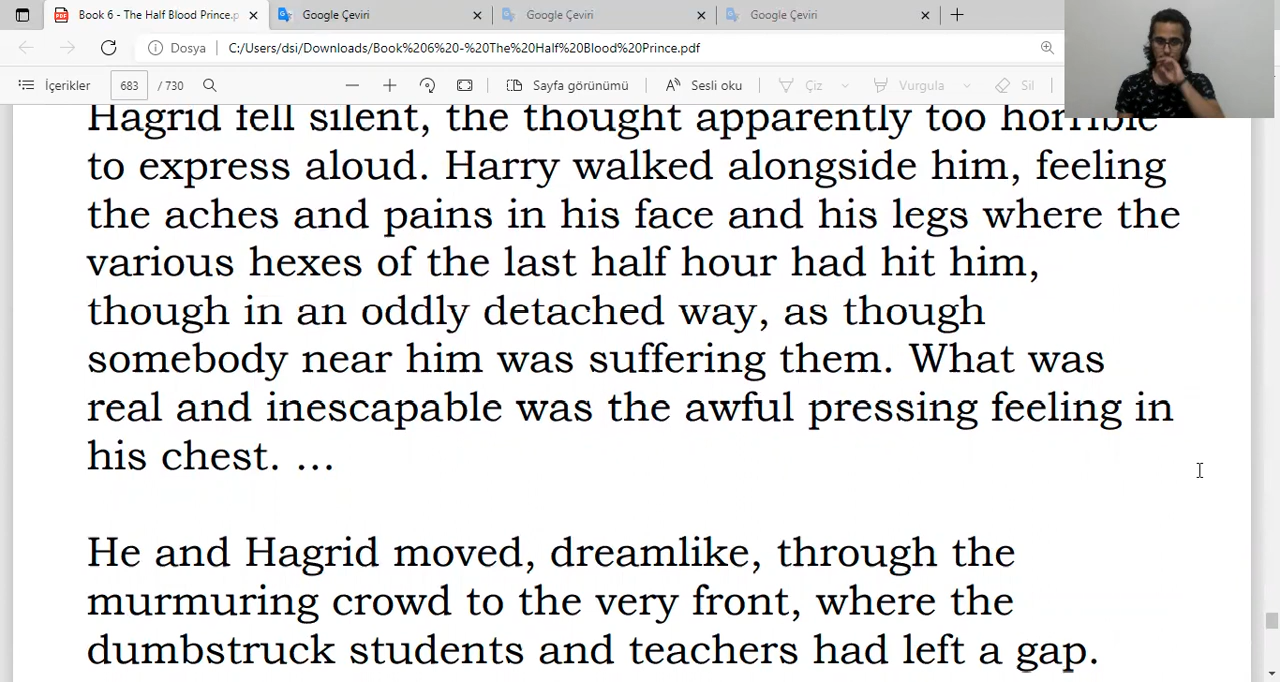 Book 6 - The Half Blood Prince.p
Google Çeviri
Google Çeviri
Google Çeviri
Dosya
C:/Users/dsi/Downloads/Book%206%20-%20The%20Half%20Blood%20Prince.pdf
İçerikler
683
/ 730
Sayfa görünümü
Sesli oku
Çiz
Vurgula
Sil
Hagrid fell silent, the thought apparently too horrible
to express aloud. Harry walked alongside him, feeling
the aches and pains in his face and his legs where the
various hexes of the last half hour had hit him,
though in an oddly detached way, as though
somebody near him was suffering them. What was
real and inescapable was the awful pressing feeling in
his chest. …
He and Hagrid moved, dreamlike, through the
murmuring crowd to the very front, where the
dumbstruck students and teachers had left a gap.